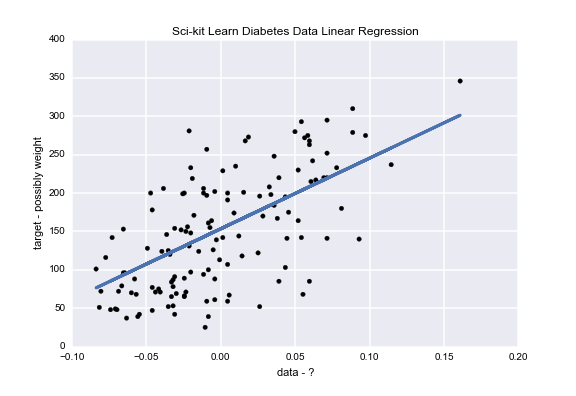 Sci-kit Learn Diabetes Data Linear Regression
400
350
300
250
200
150
100
50
0
target - possibly weight
−0.10 −0.05 0.00 0.05 0.10 0.15 0.20
data - ?